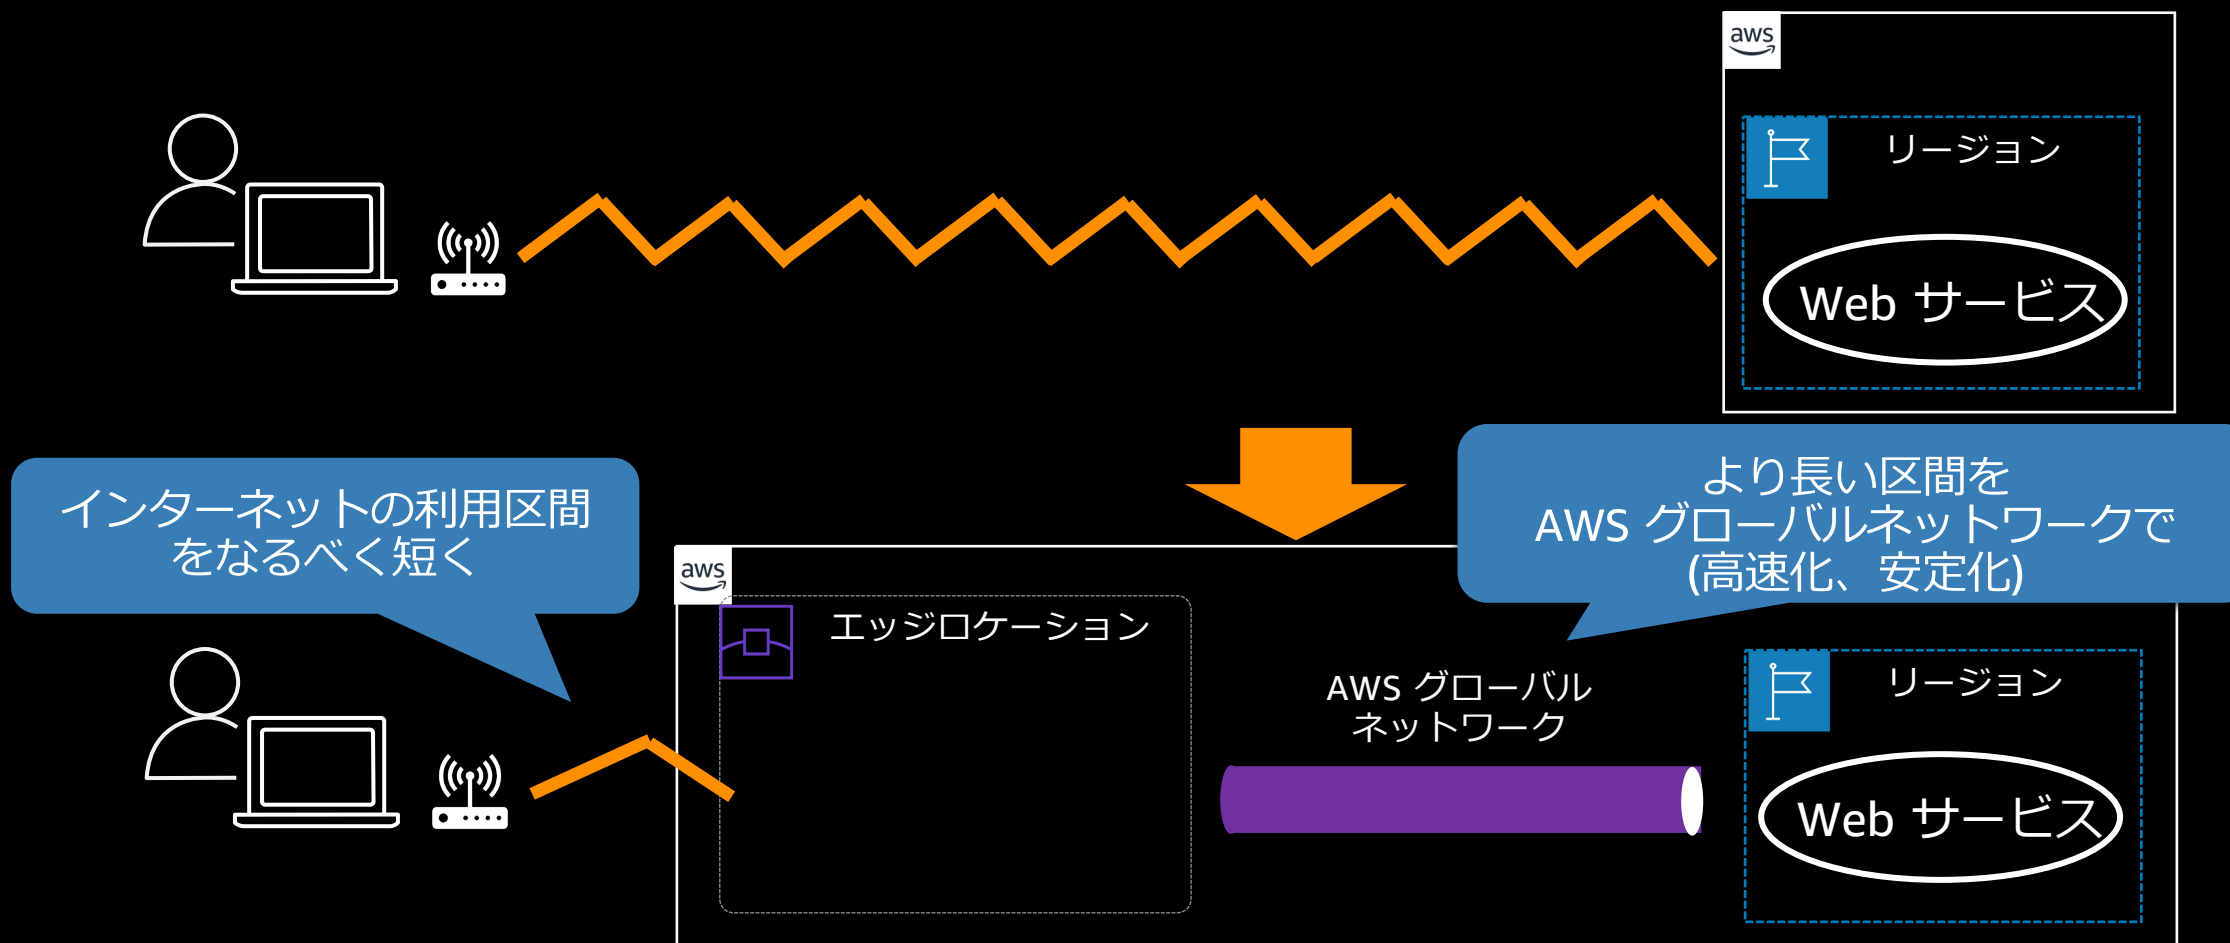 aws
リージョン
Web サービス
インターネットの利用区間
をなるべく短く
より長い区間を
AWS グローバルネットワークで
(高速化、安定化)
aws
エッジロケーション
AWS グローバル
ネットワーク
リージョン
Web サービス